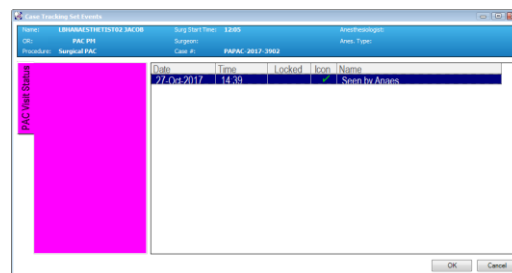 Case Tracking Set Events
Name: LBHANAESTHETIST02 JACOB Surg Start Time: 12:05 Anesthesiologist:
OR: PAC PM Surgeon: Anes. Type:
Procedure: Surgical PAC Case #: PAPAC-2017-3902
PAC Visit Status
Date Time Locked Icon Name
27-Oct-2017 14:39 Seen by Anaes
OK Cancel